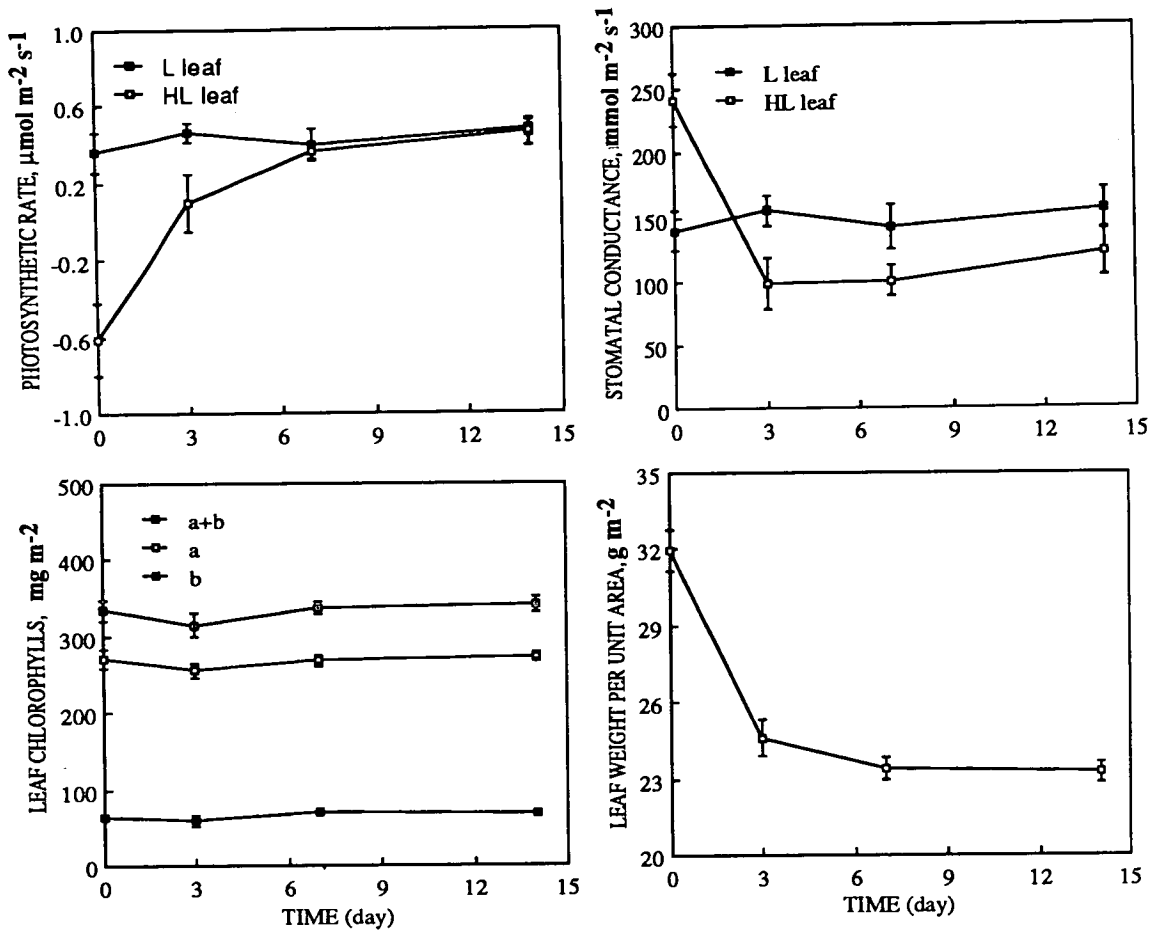 PHOTOSYNTHETIC RATE, µmol m-2 s-1
1.0
0.6
0.2
-0.2
-0.6
-1.0
L leaf
HL leaf
0 3 6 9 12 15
STOMATAL CONDUCTANCE, mmol m-2 s-1
300
250
200
150
100
50
0
L leaf
HL leaf
0 3 6 9 12 15
LEAF CHLOROPHYLLS, mg m-2
500
400
300
200
100
0
a+b
a
b
0 3 6 9 12 15
TIME (day)
LEAF WEIGHT PER UNIT AREA, g m-2
35
32
29
26
23
20
0 3 6 9 12 15
TIME (day)